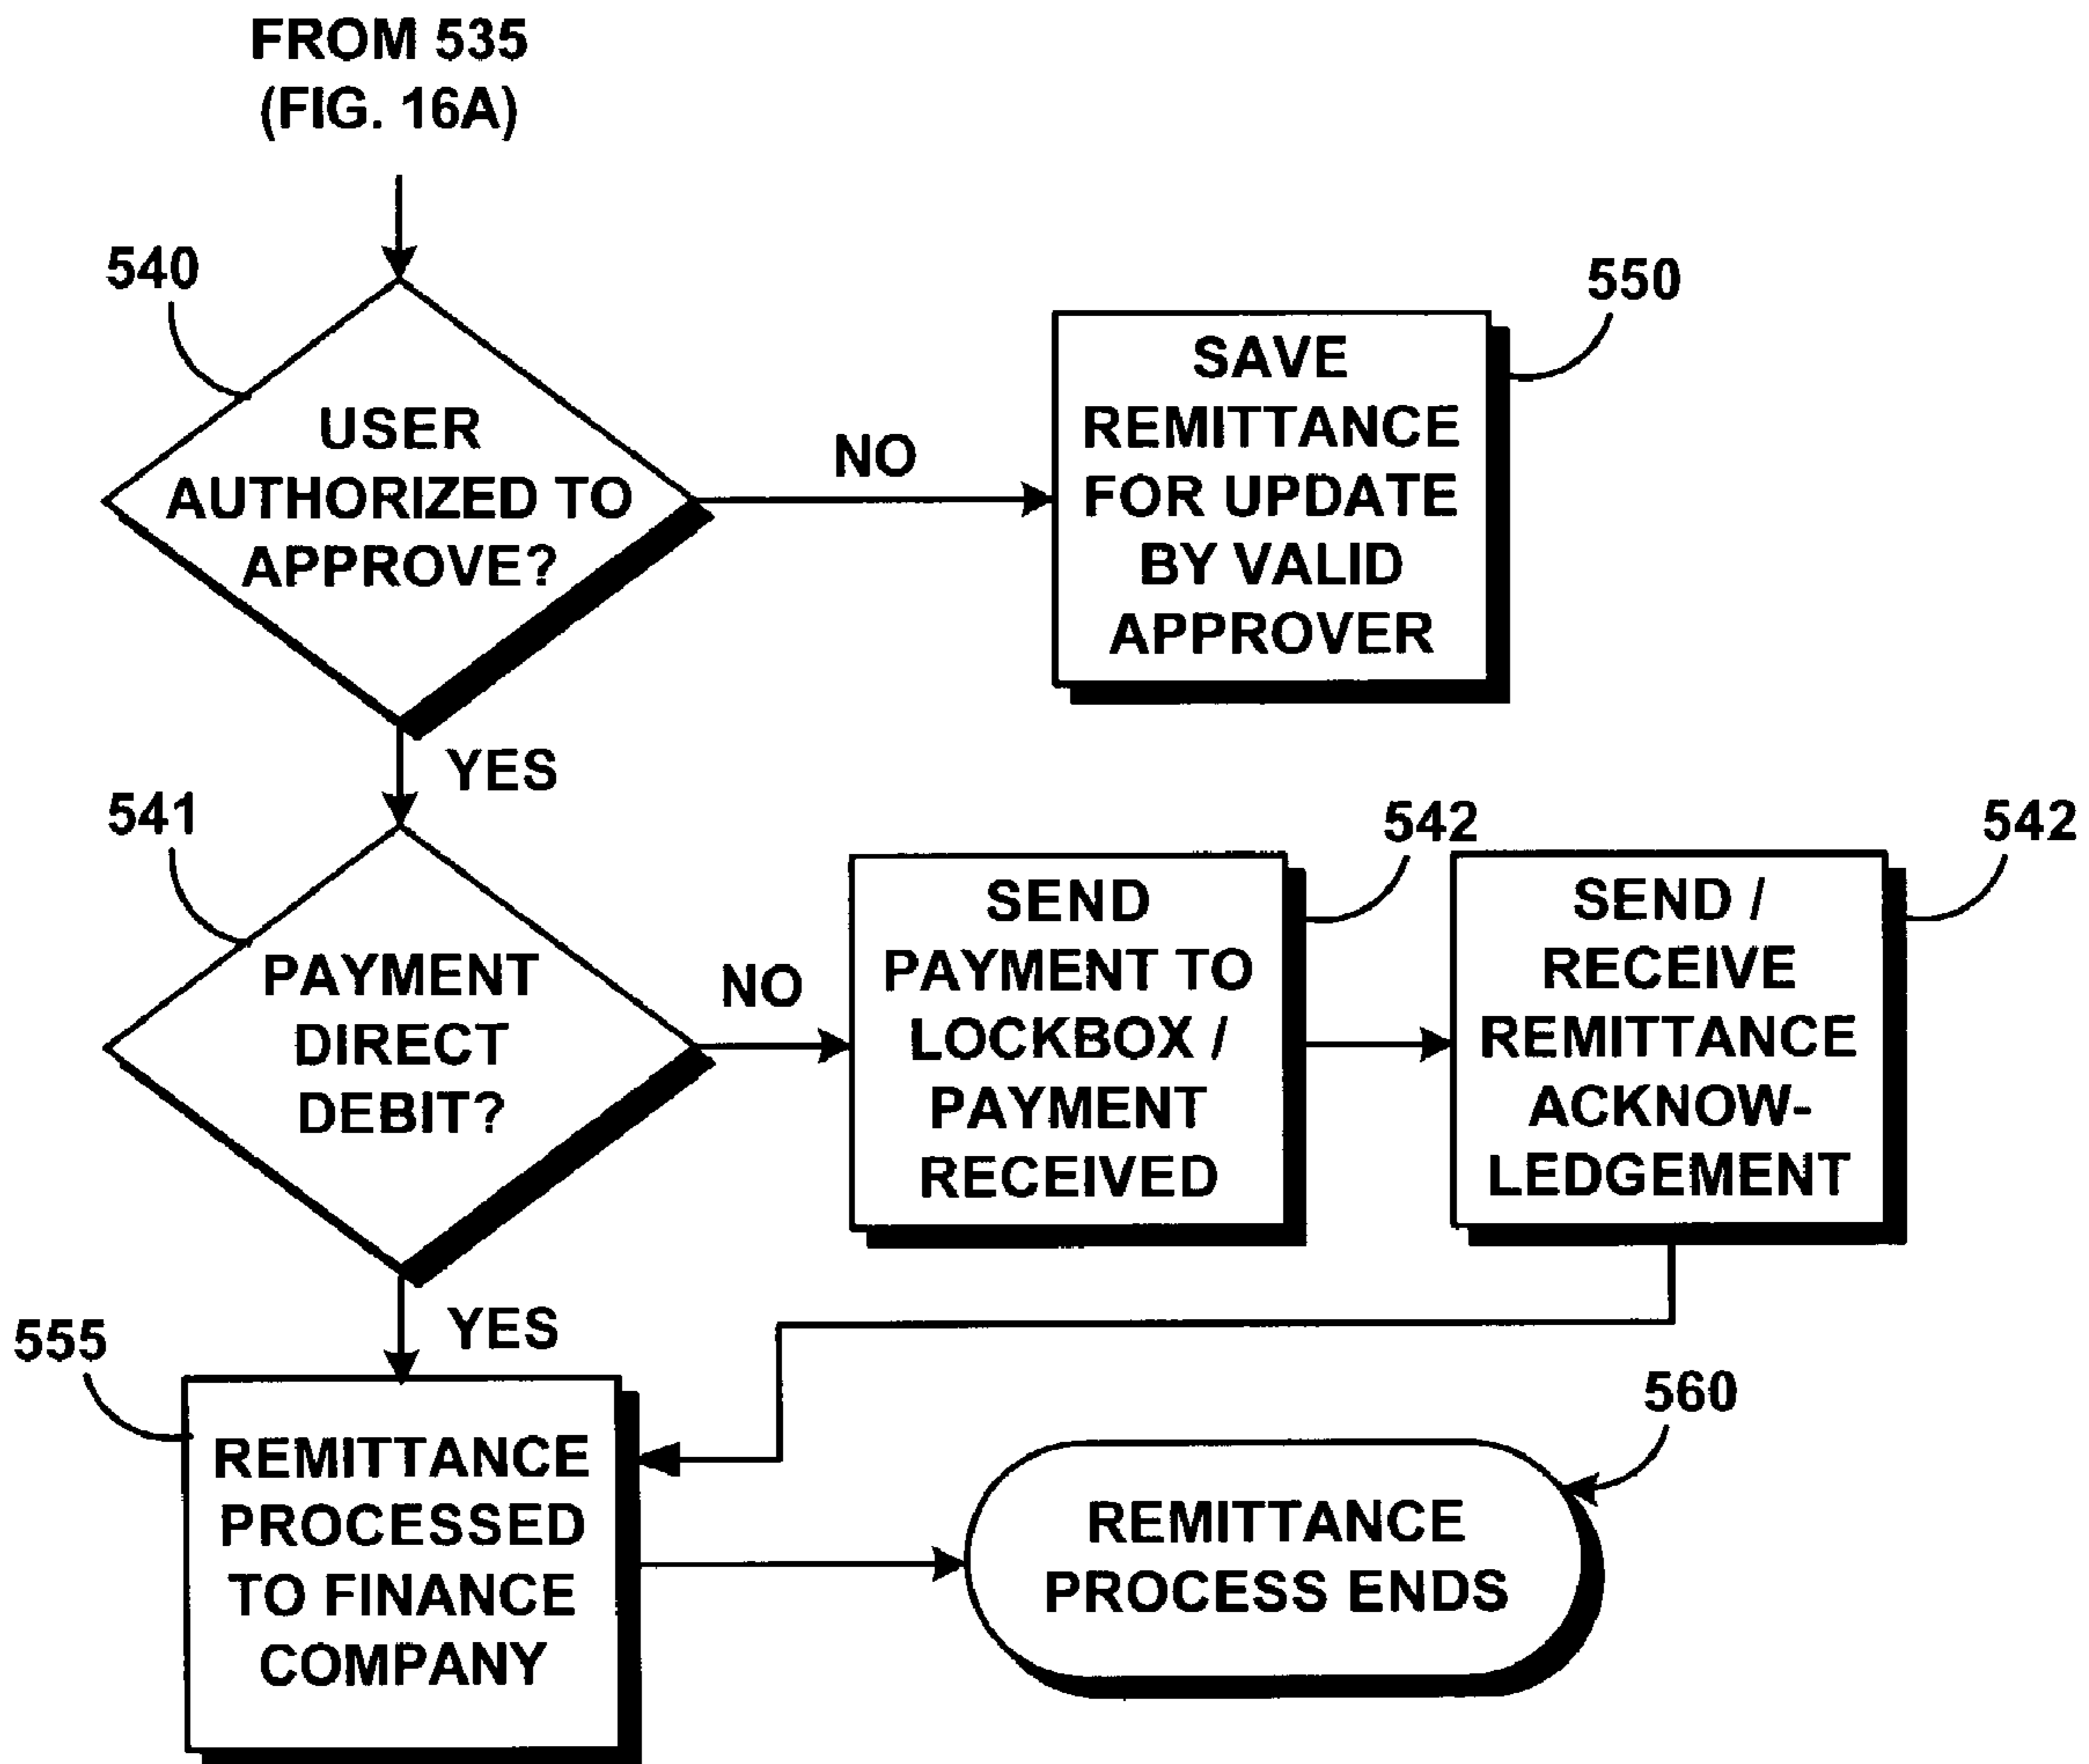 FROM 535
(FIG. 16A)
540
USER
AUTHORIZED TO
APPROVE?
NO
550
SAVE
REMITTANCE
FOR UPDATE
BY VALID
APPROVER
YES
541
PAYMENT
DIRECT
DEBIT?
NO
542
SEND
PAYMENT TO
LOCKBOX /
PAYMENT
RECEIVED
542
SEND /
RECEIVE
REMITTANCE
ACKNOW-
LEDGEMENT
YES
555
REMITTANCE
PROCESSED
TO FINANCE
COMPANY
560
REMITTANCE
PROCESS ENDS